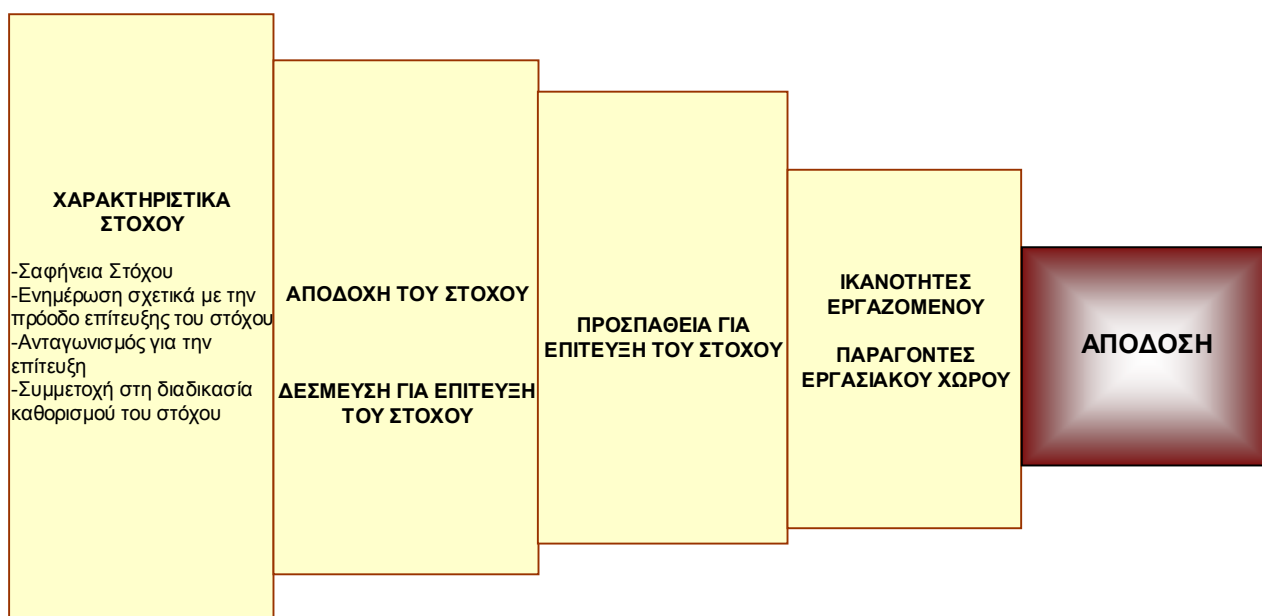 ΧΑΡΑΚΤΗΡΙΣΤΙΚΑ
ΣΤΟΧΟΥ
-Σαφήνεια Στόχου
-Ενημέρωση σχετικά με την
πρόοδο επίτευξης του στόχου
-Ανταγωνισμός για την
επίτευξη
-Συμμετοχή στη διαδικασία
καθορισμού του στόχου
ΑΠΟΔΟΧΗ ΤΟΥ ΣΤΟΧΟΥ
ΔΕΣΜΕΥΣΗ ΓΙΑ ΕΠΙΤΕΥΞΗ
ΤΟΥ ΣΤΟΧΟΥ
ΠΡΟΣΠΑΘΕΙΑ ΓΙΑ
ΕΠΙΤΕΥΞΗ ΤΟΥ ΣΤΟΧΟΥ
ΙΚΑΝΟΤΗΤΕΣ
ΕΡΓΑΖΟΜΕΝΟΥ
ΠΑΡΑΓΟΝΤΕΣ
ΕΡΓΑΣΙΑΚΟΥ ΧΩΡΟΥ
ΑΠΟΔΟΣΗ